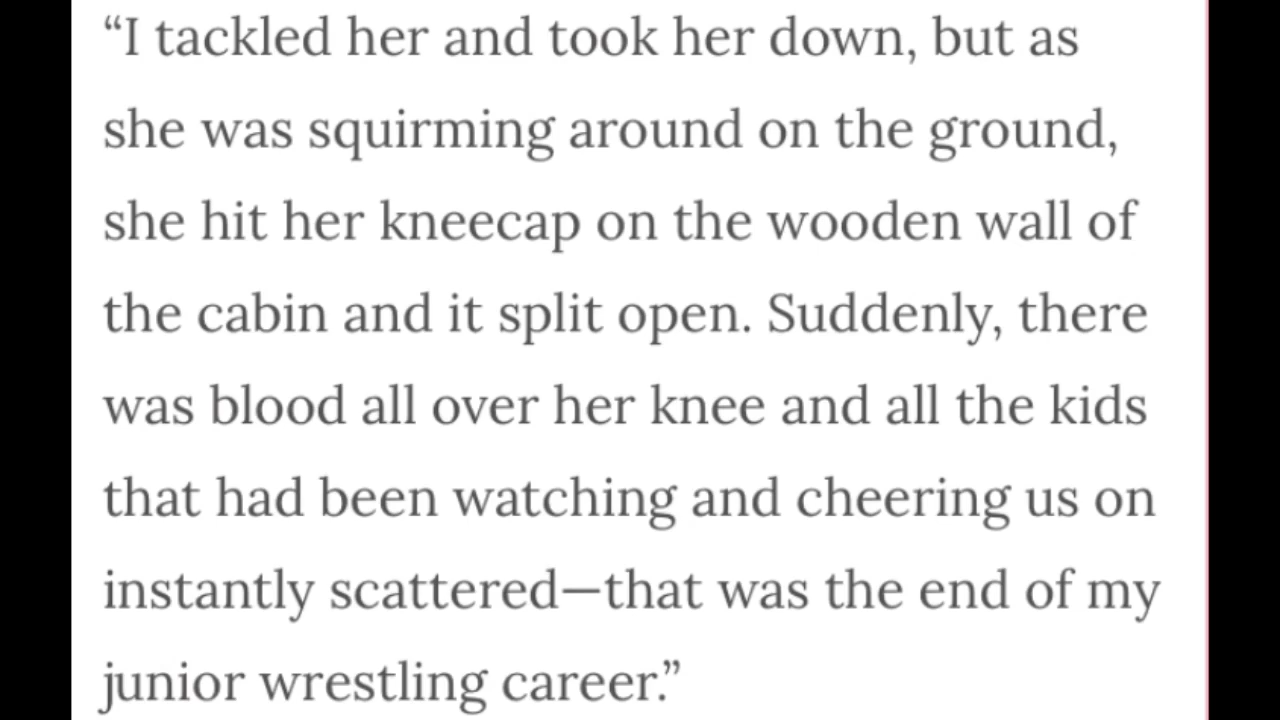 “I tackled her and took her down, but as
she was squirming around on the ground,
she hit her kneecap on the wooden wall of
the cabin and it split open. Suddenly, there
was blood all over her knee and all the kids
that had been watching and cheering us on
instantly scattered—that was the end of my
junior wrestling career.”